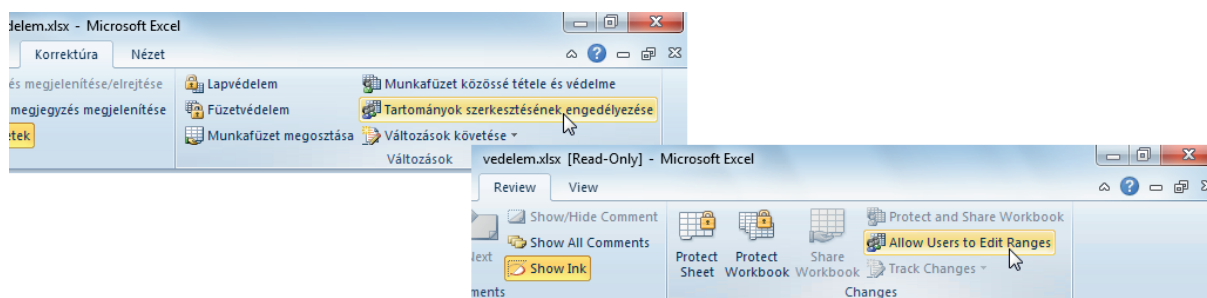 delem.xlsx - Microsoft Excel
Korrektúra Nézet
és megjelenítése/elrejtése Lapvédelem Munkafüzet közössé tétele és védelme
megjegyzés megjelenítése Füzetvédelem Tartományok szerkesztésének engedélyezése
etek Munkafüzet megosztása Változások követése
Változások
vedelem.xlsx [Read-Only] - Microsoft Excel
Review View
Show/Hide Comment
Show All Comments
Next
Show Ink
ments
Protect Sheet
Protect Workbook
Share Workbook
Protect and Share Workbook
Allow Users to Edit Ranges
Track Changes
Changes